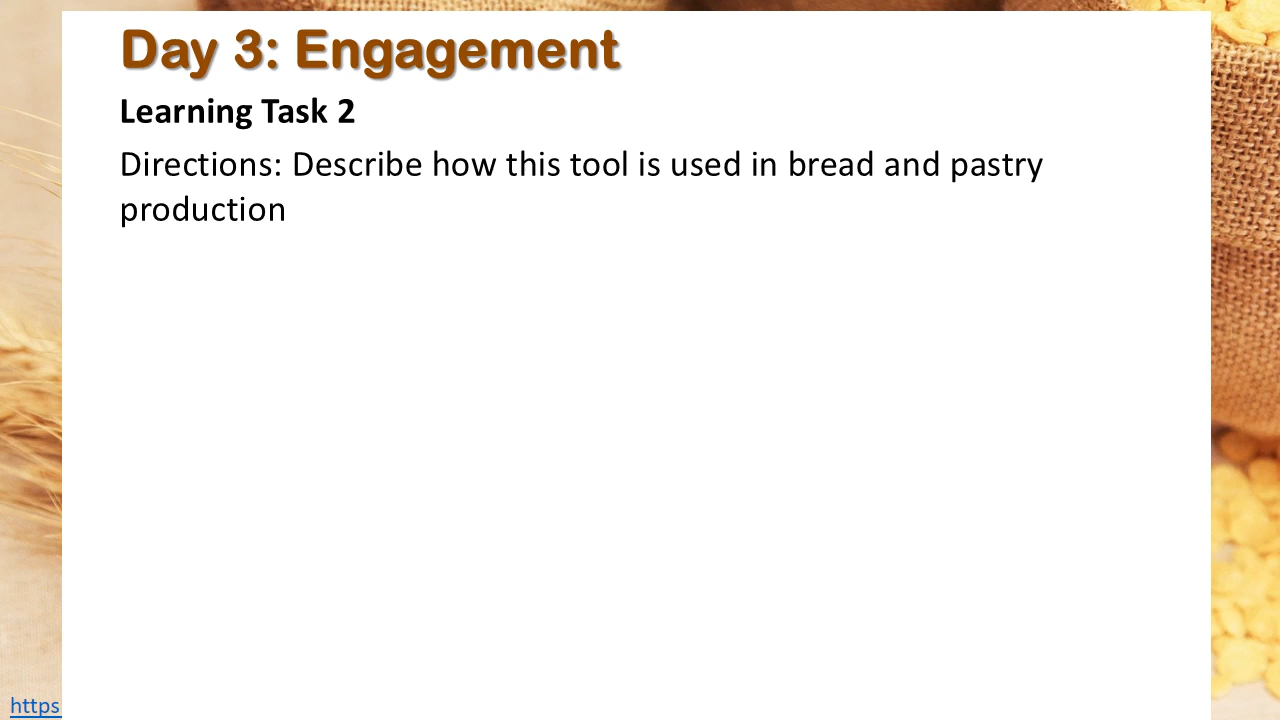 Day 3: Engagement
Learning Task 2
Directions: Describe how this tool is used in bread and pastry
production
https